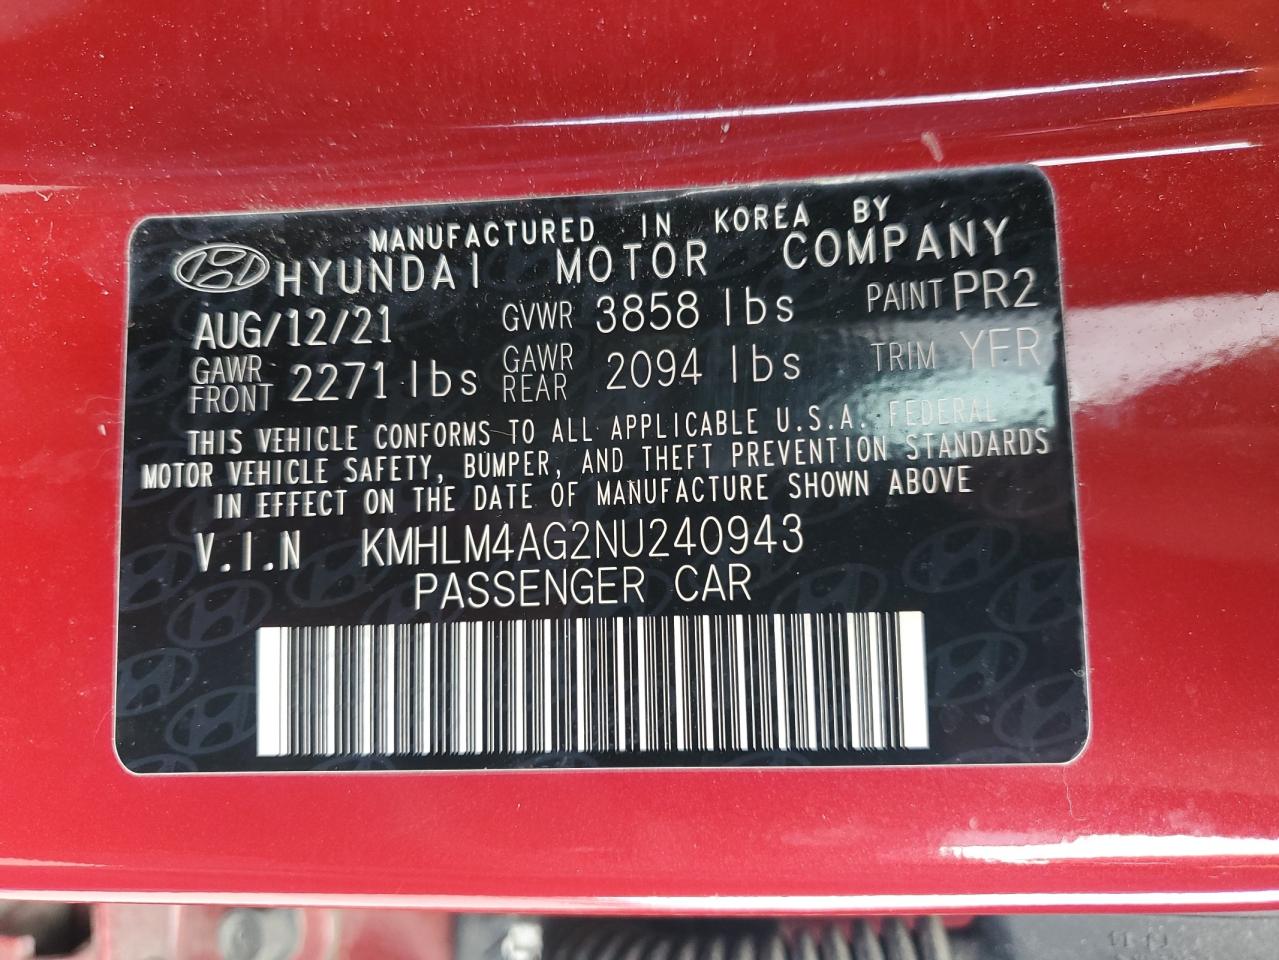 MANUFACTURED IN KOREA BY
HYUNDAI MOTOR COMPANY
AUG/12/21 GVWR 3858 lbs PAINT PR2
GAWR FRONT 2271 lbs GAWR REAR 2094 lbs TRIM YFR
THIS VEHICLE CONFORMS TO ALL APPLICABLE U.S.A. FEDERAL
MOTOR VEHICLE SAFETY, BUMPER, AND THEFT PREVENTION STANDARDS
IN EFFECT ON THE DATE OF MANUFACTURE SHOWN ABOVE
V.I.N KMHLM4AG2NU240943
PASSENGER CAR